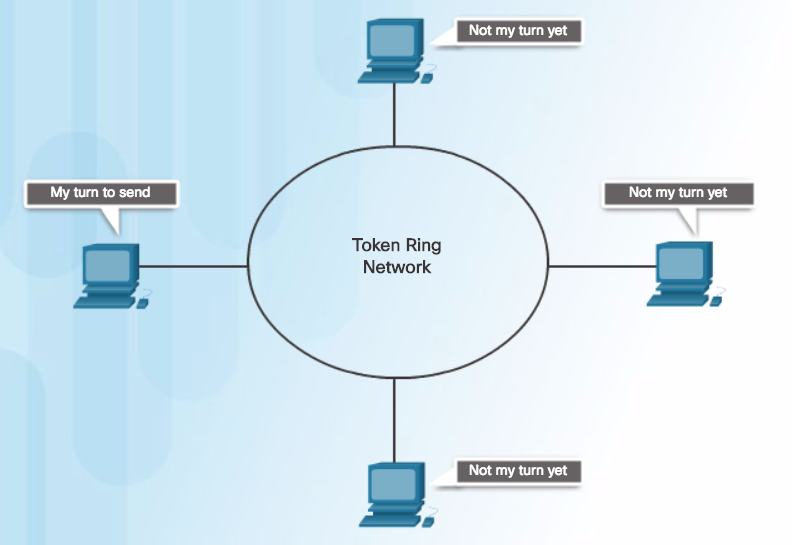 Not my turn yet
My turn to send
Not my turn yet
Token Ring
Network
Not my turn yet